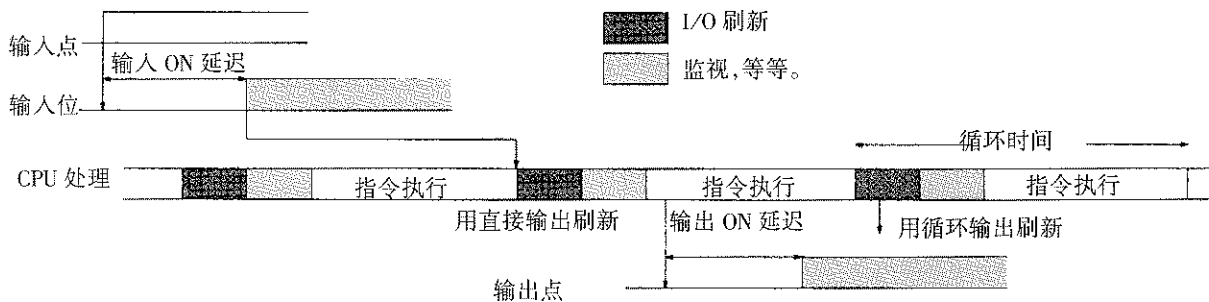 I/O 刷新
输入点
输入 ON 延迟
监视,等等。
输入位
循环时间
CPU 处理
指令执行
指令执行
指令执行
用直接输出刷新
输出 ON 延迟
用循环输出刷新
输出点